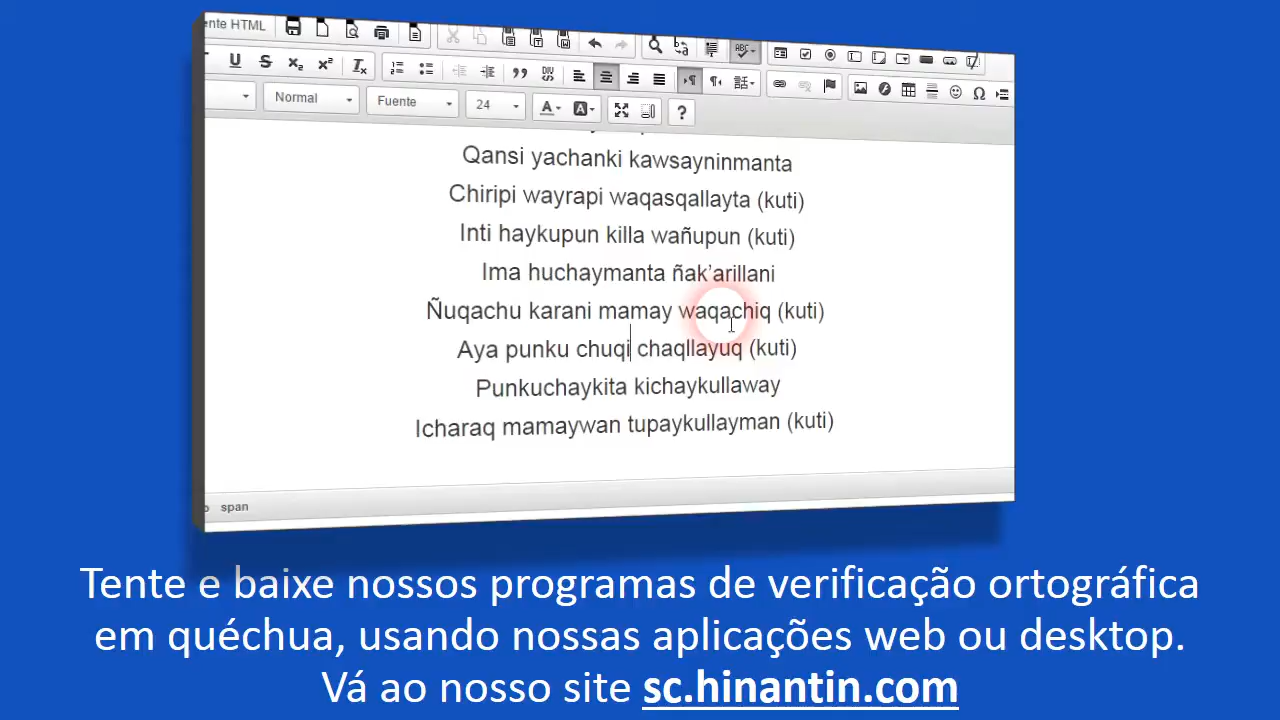 ente HTML
Normal Fuente 24
Qansi yachanki kawsayninmanta
Chiripi wayrapi waqasqallayta (kuti)
Inti haykupun killa wañupun (kuti)
Ima huchaymanta ñak’arillani
Ñuqachu karani mamay waqachiq (kuti)
Aya punku chuqi chaqllayuq (kuti)
Punkuchaykita kichaykullaway
Icharaq mamaywan tupaykullayman (kuti)
span
Tente e baixe nossos programas de verificação ortográfica
em quéchua, usando nossas aplicações web ou desktop.
Vá ao nosso site sc.hinantin.com